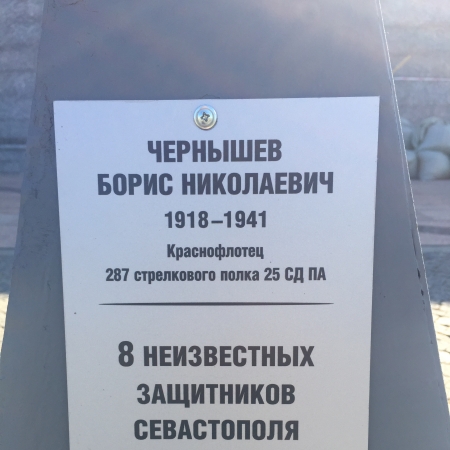 ЧЕРНЫШЕВ
БОРИС НИКОЛАЕВИЧ
1918–1941
Краснофлотец
287 стрелкового полка 25 СД ПА
8 НЕИЗВЕСТНЫХ
ЗАЩИТНИКОВ
СЕВАСТОПОЛЯ